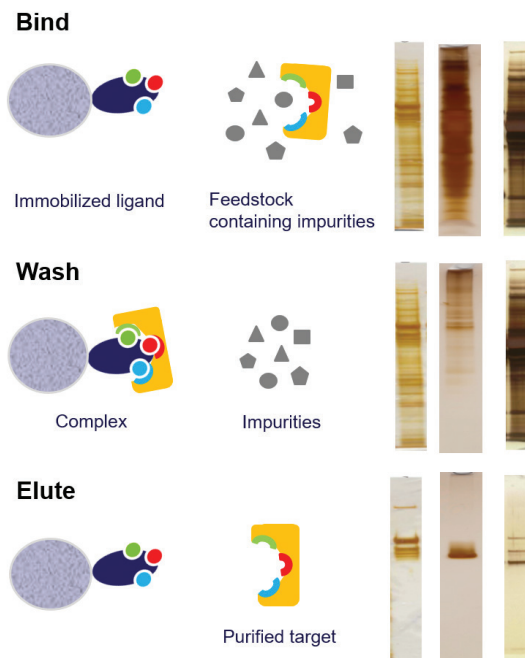 Bind
Immobilized ligand
Feedstock
containing impurities
Wash
Complex
Impurities
Elute
Purified target